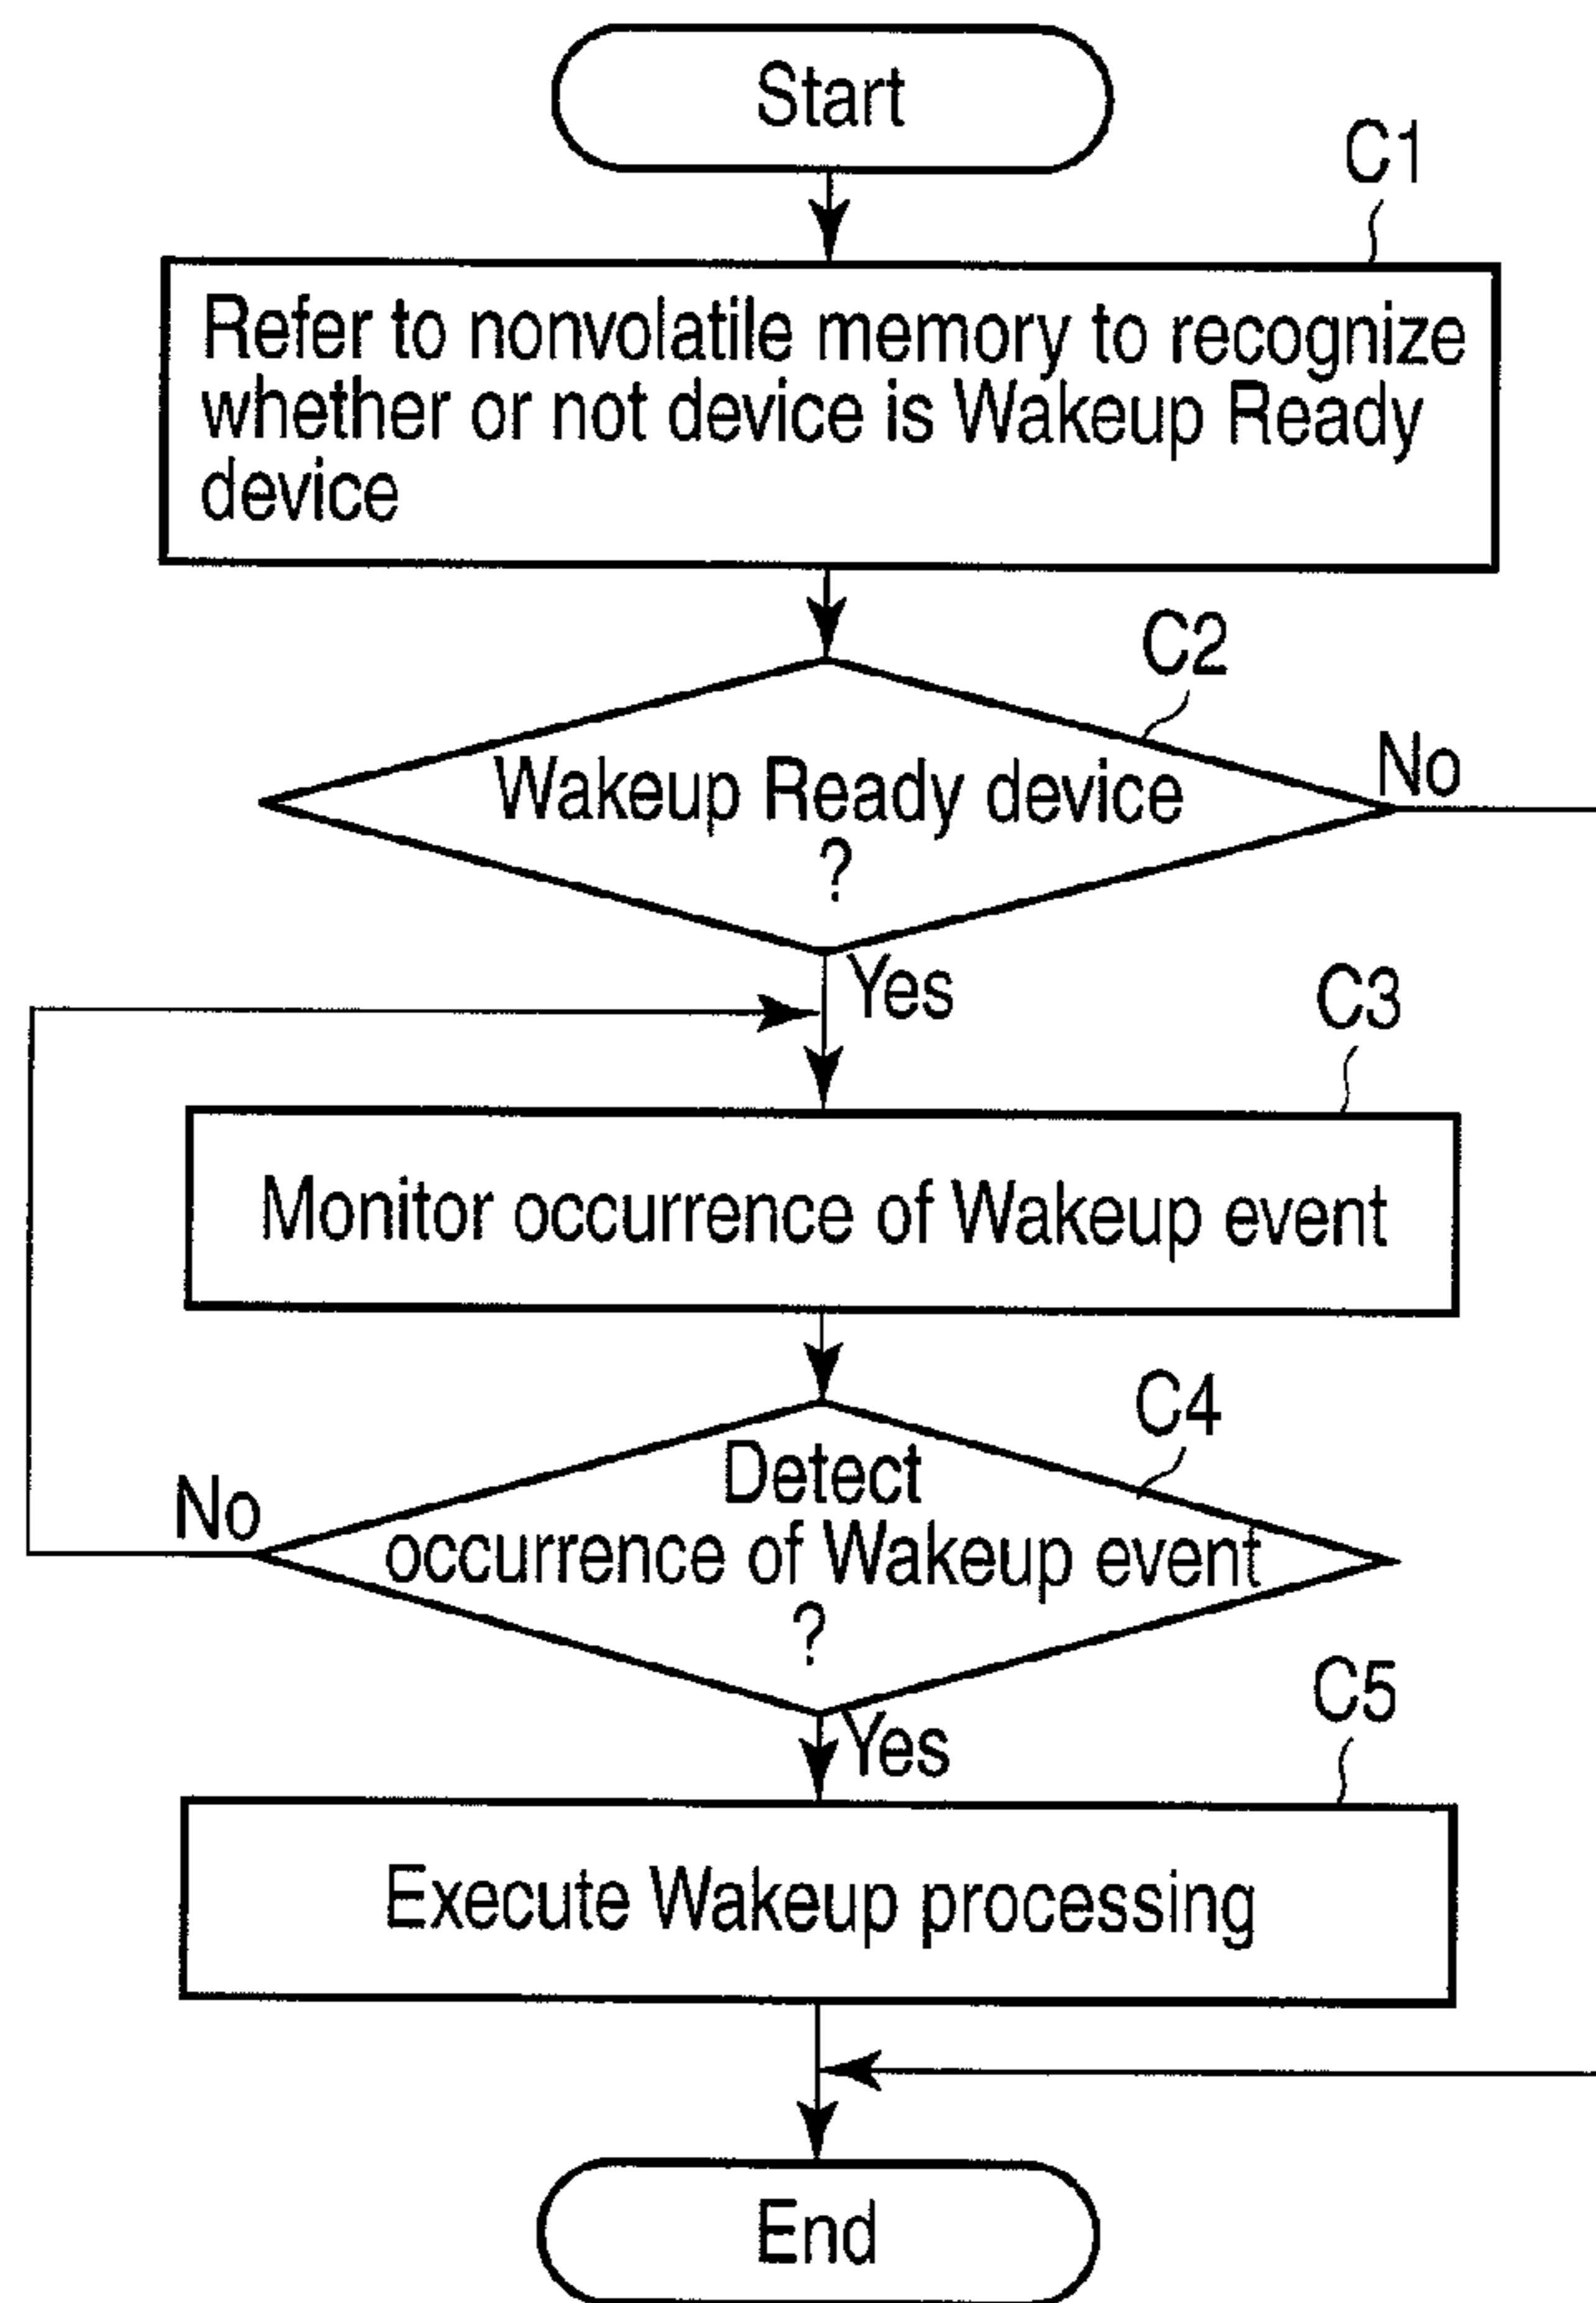 Start
C1
Refer to nonvolatile memory to recognize
whether or not device is Wakeup Ready
device
C2
Wakeup Ready device
?
No
Yes
C3
Monitor occurrence of Wakeup event
C4
Detect
occurrence of Wakeup event
?
No
Yes
C5
Execute Wakeup processing
End